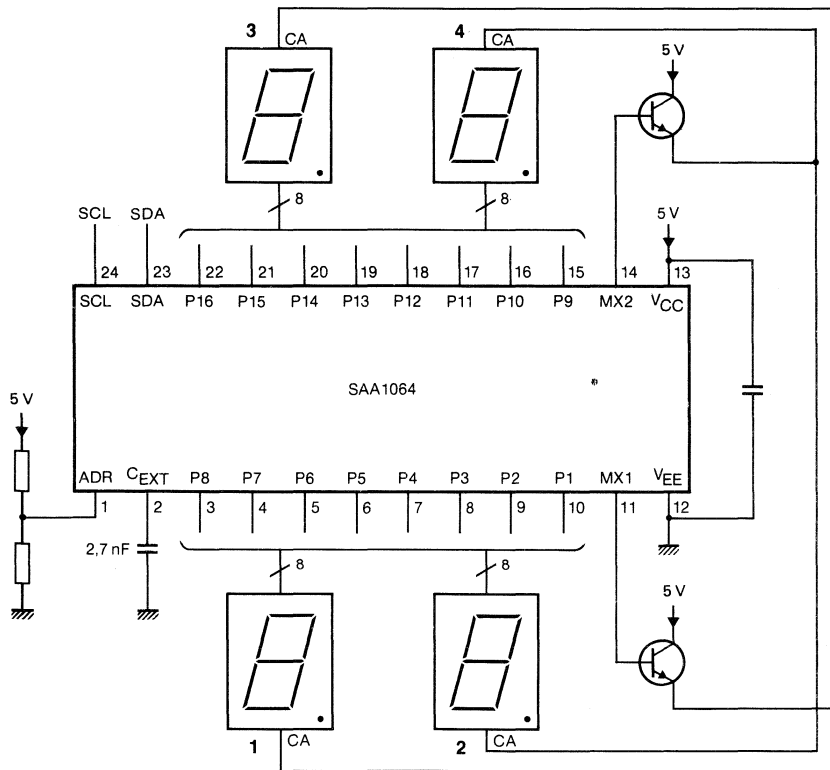 3 CA 4 CA
5 V
8 8
SCL SDA
5 V
24 23 22 21 20 19 18 17 16 15 14 13
SCL SDA P16 P15 P14 P13 P12 P11 P10 P9 MX2 VCC
SAA1064
5 V
ADR CEXT P8 P7 P6 P5 P4 P3 P2 P1 MX1 VEE
1 2 3 4 5 6 7 8 9 10 11 12
2,7 nF
8 8
5 V
1 CA 2 CA